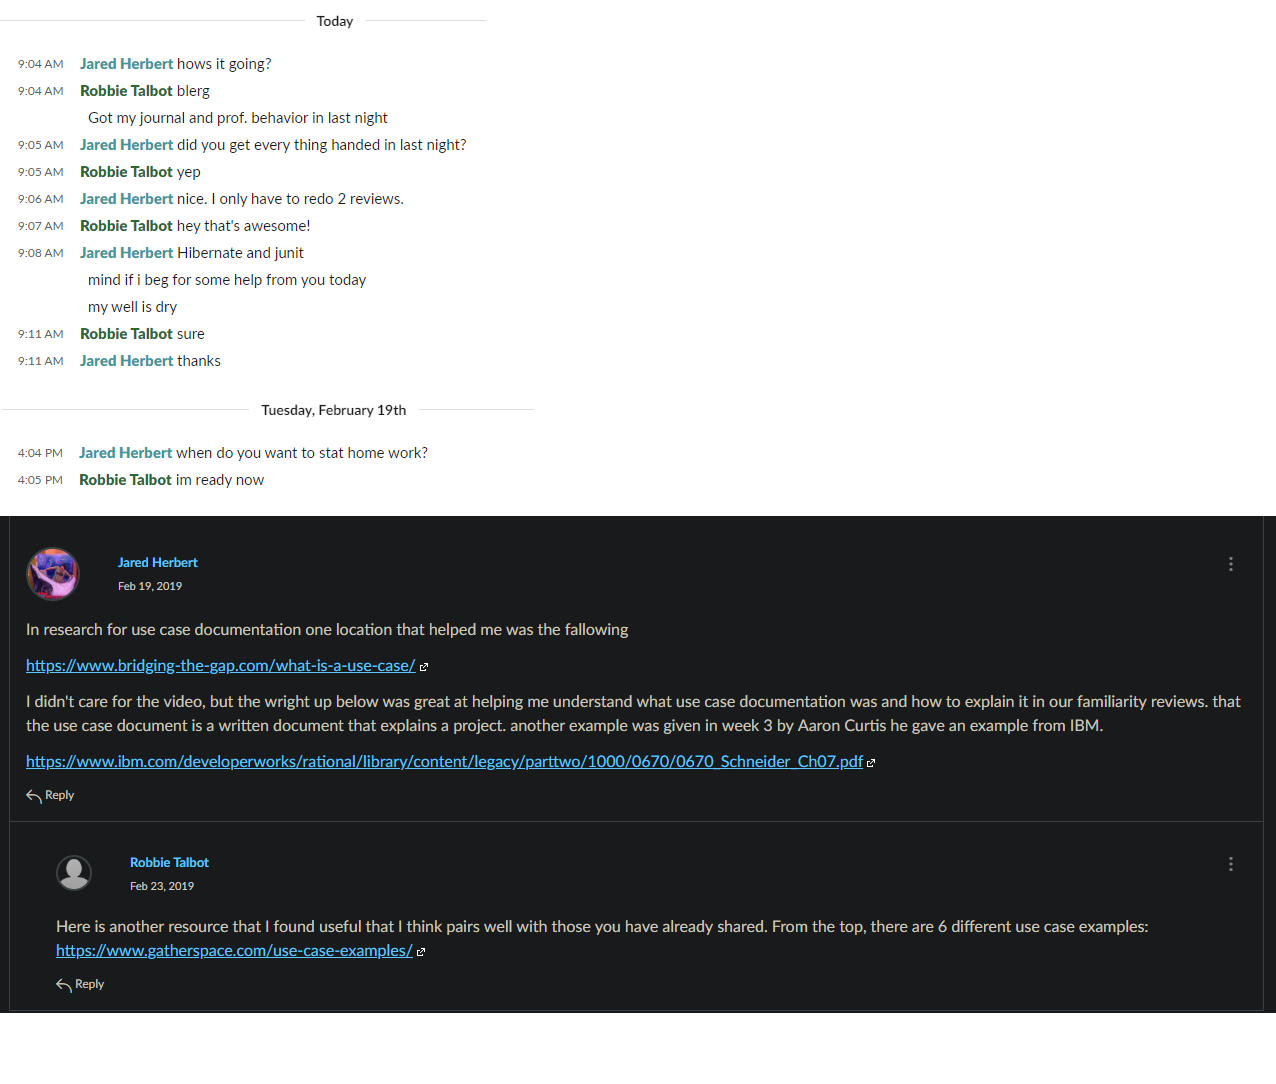 Today
9:04 AM Jared Herbert hows it going?
9:04 AM Robbie Talbot blerg
Got my journal and prof. behavior in last night
9:05 AM Jared Herbert did you get every thing handed in last night?
9:05 AM Robbie Talbot yep
9:06 AM Jared Herbert nice. I only have to redo 2 reviews.
9:07 AM Robbie Talbot hey that's awesome!
9:08 AM Jared Herbert Hibernate and junit
mind if i beg for some help from you today
my well is dry
9:11 AM Robbie Talbot sure
9:11 AM Jared Herbert thanks
Tuesday, February 19th
4:04 PM Jared Herbert when do you want to stat home work?
4:05 PM Robbie Talbot im ready now
Jared Herbert
Feb 19, 2019
In research for use case documentation one location that helped me was the fallowing
https://www.bridging-the-gap.com/what-is-a-use-case/
I didn't care for the video, but the wright up below was great at helping me understand what use case documentation was and how to explain it in our familiarity reviews. that
the use case document is a written document that explains a project. another example was given in week 3 by Aaron Curtis he gave an example from IBM.
https://www.ibm.com/developerworks/rational/library/content/legacy/parttwo/1000/0670/0670_Schneider_Ch07.pdf
Reply
Robbie Talbot
Feb 23, 2019
Here is another resource that I found useful that I think pairs well with those you have already shared. From the top, there are 6 different use case examples:
https://www.gatherspace.com/use-case-examples/
Reply